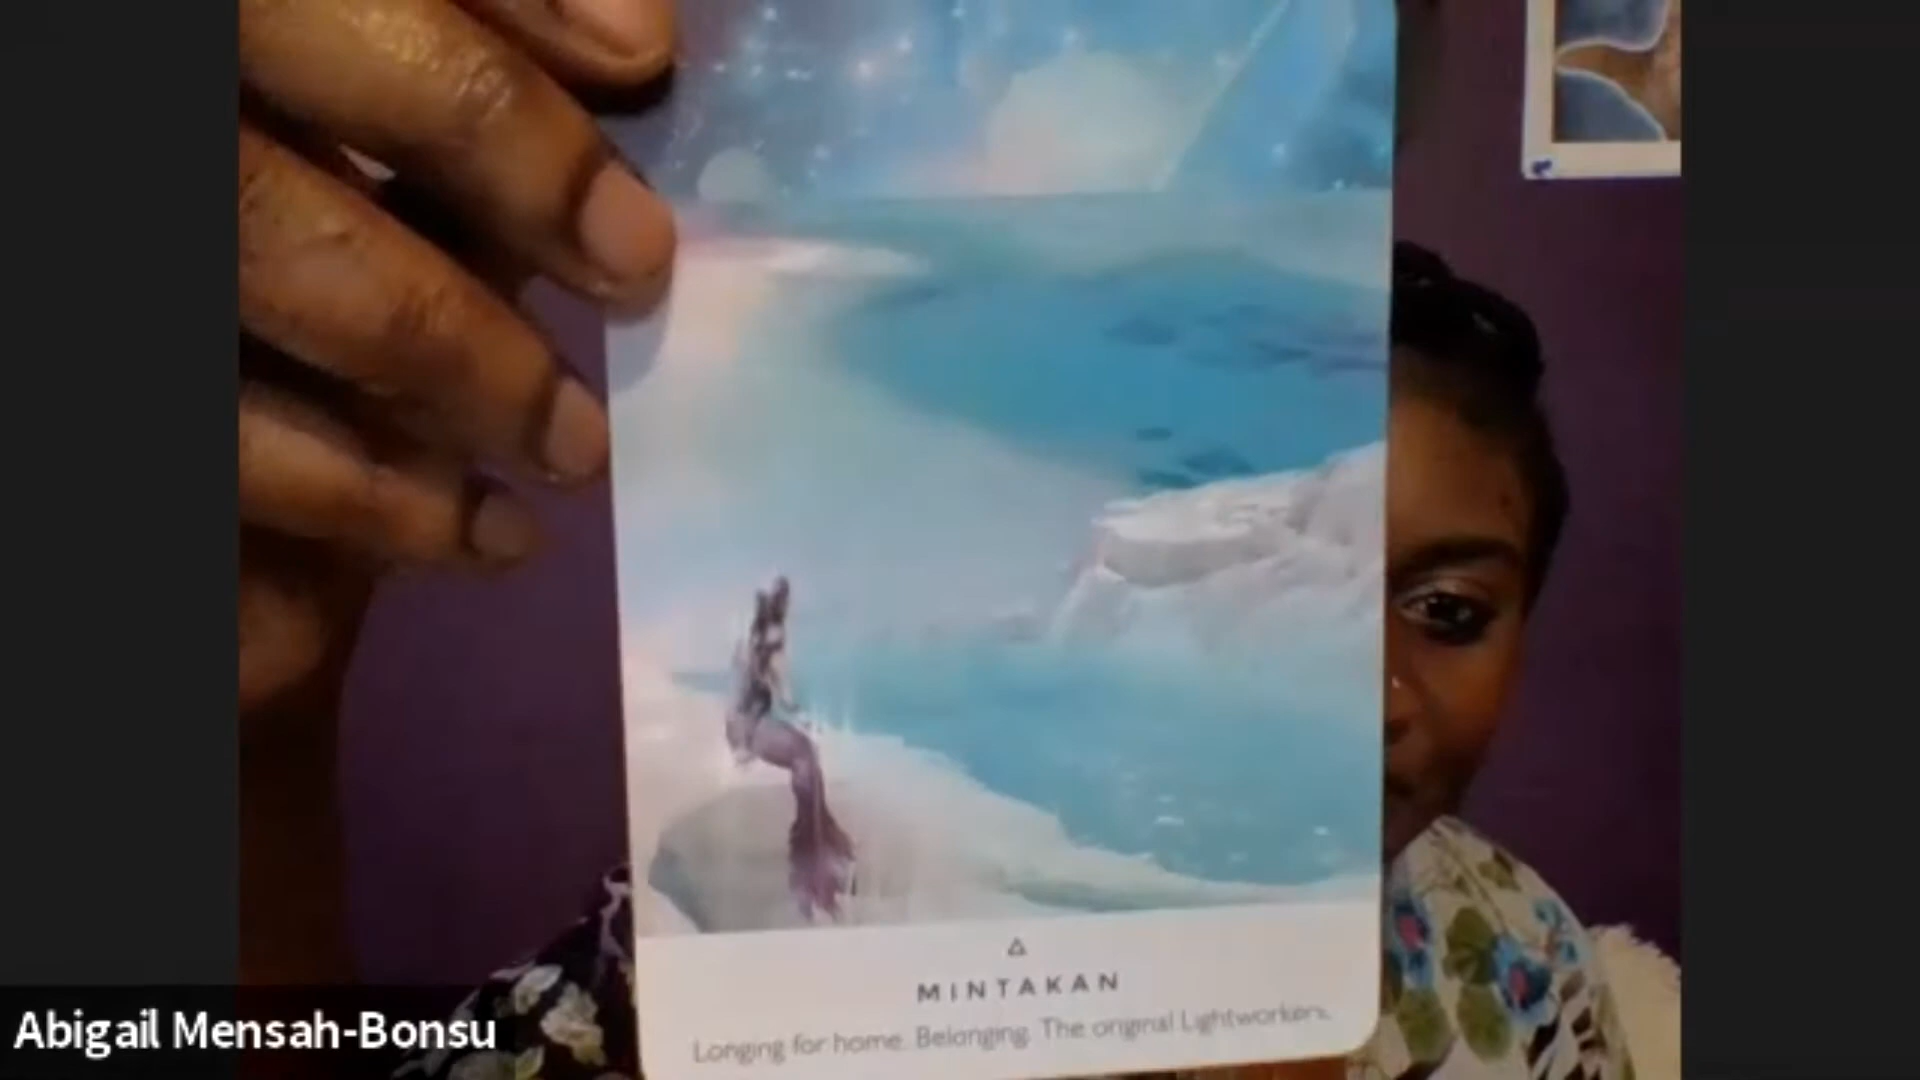 MINTAKAN
Longing for home. Belonging. The original Lightworkers.
Abigail Mensah-Bonsu